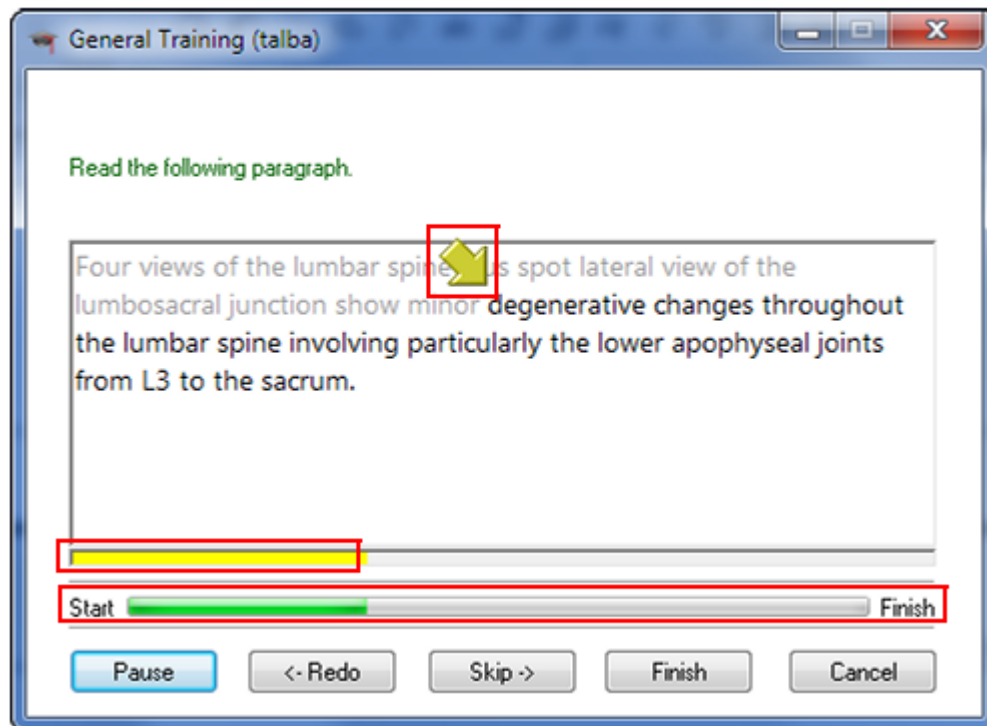 General Training (talba)
Read the following paragraph.
Four views of the lumbar spine us spot lateral view of the
lumbosacral junction show minor degenerative changes throughout
the lumbar spine involving particularly the lower apophyseal joints
from L3 to the sacrum.
Start Finish
Pause <- Redo Skip -> Finish Cancel